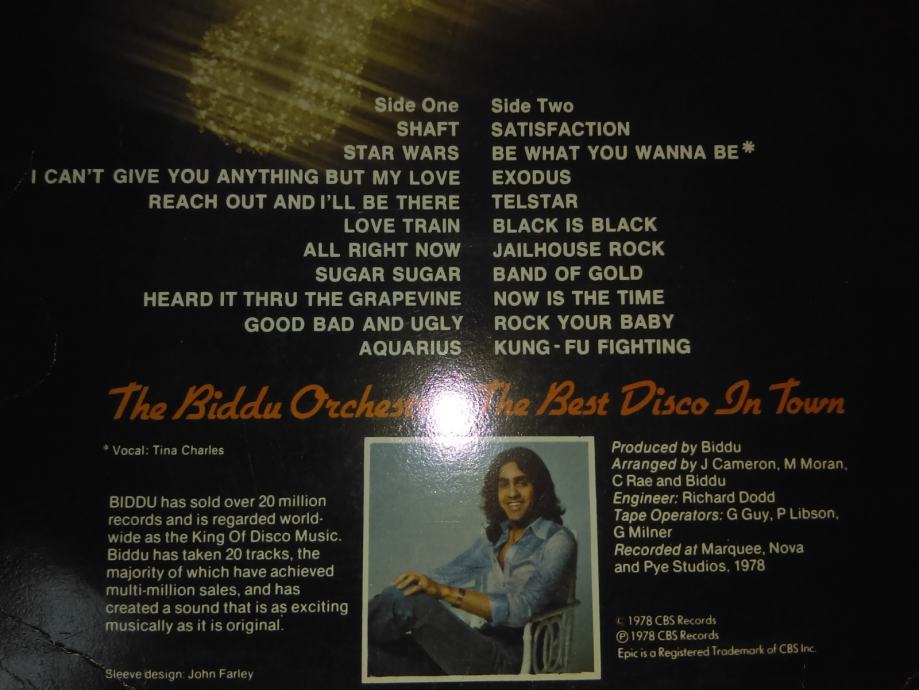 Side One
SHAFT
STAR WARS
I CAN'T GIVE YOU ANYTHING BUT MY LOVE
REACH OUT AND I'LL BE THERE
LOVE TRAIN
ALL RIGHT NOW
SUGAR SUGAR
HEARD IT THRU THE GRAPEVINE
GOOD BAD AND UGLY
AQUARIUS
Side Two
SATISFACTION
BE WHAT YOU WANNA BE*
EXODUS
TELSTAR
BLACK IS BLACK
JAILHOUSE ROCK
BAND OF GOLD
NOW IS THE TIME
ROCK YOUR BABY
KUNG-FU FIGHTING
The Biddu The Best Disco In Town
* Vocal: Tina Charles
BIDDU has sold over 20 million
records and is regarded world-
wide as the King Of Disco Music.
Biddu has taken 20 tracks, the
majority of which have achieved
multi-million sales, and has
created a sound that is as exciting
musically as it is original.
Sleeve design: John Farley
Produced by Biddu
Arranged by J Cameron, M Moran,
C Rae and Biddu
Engineer: Richard Dodd
Tape Operators: G Guy, P Libson,
G Milner
Recorded at Marquee, Nova
and Pye Studios, 1978
© 1978 CBS Records
℗ 1978 CBS Records
Epic is a Registered Trademark of CBS Inc.